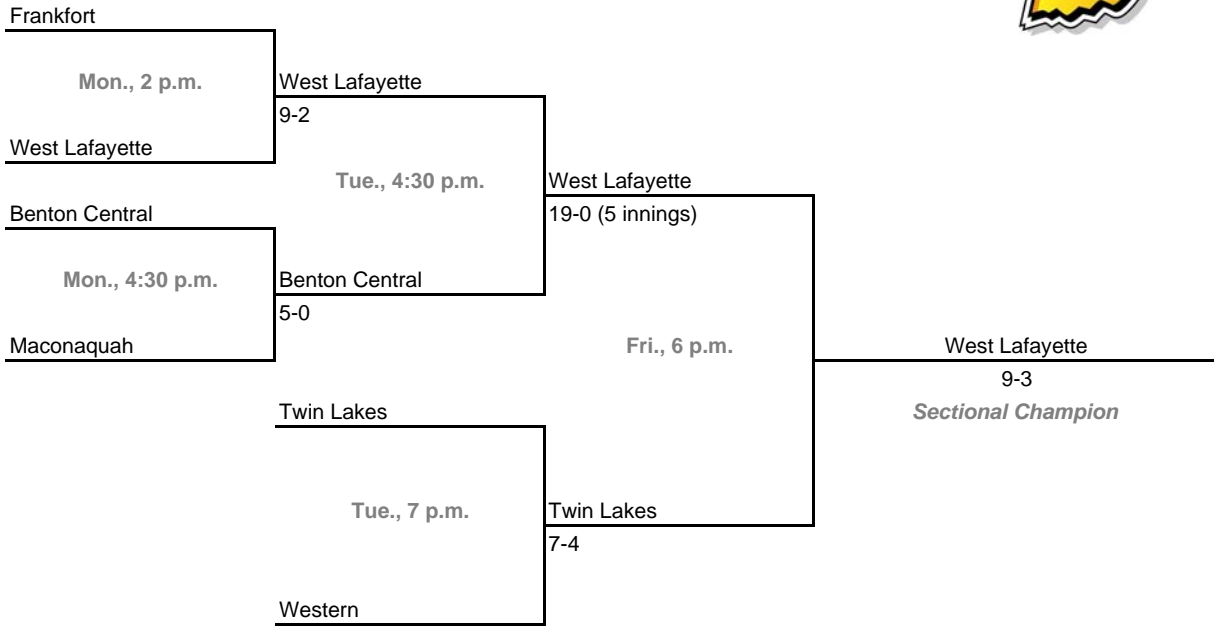 Frankfort
Mon., 2 p.m.
West Lafayette
9-2
West Lafayette
Tue., 4:30 p.m.
West Lafayette
19-0 (5 innings)
Benton Central
Mon., 4:30 p.m.
Benton Central
5-0
Maconaquah
Fri., 6 p.m.
West Lafayette
9-3
Sectional Champion
Twin Lakes
Tue., 7 p.m.
Twin Lakes
7-4
Western